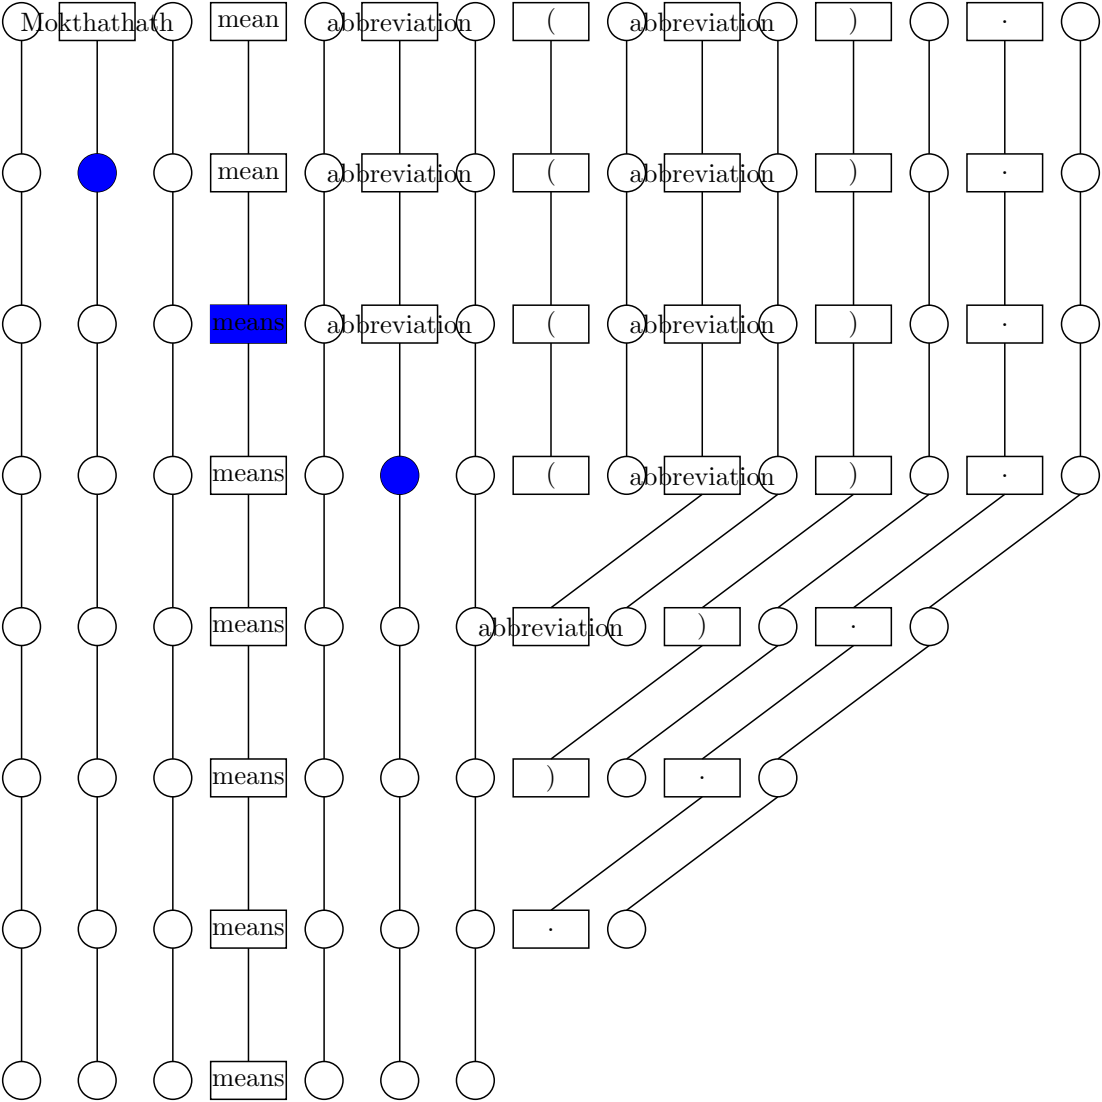 Mokthathath mean abbreviation ( abbreviation ) .
mean abbreviation ( abbreviation ) .
means abbreviation ( abbreviation ) .
means ( abbreviation ) .
means abbreviation ) .
means ) .
means .
means